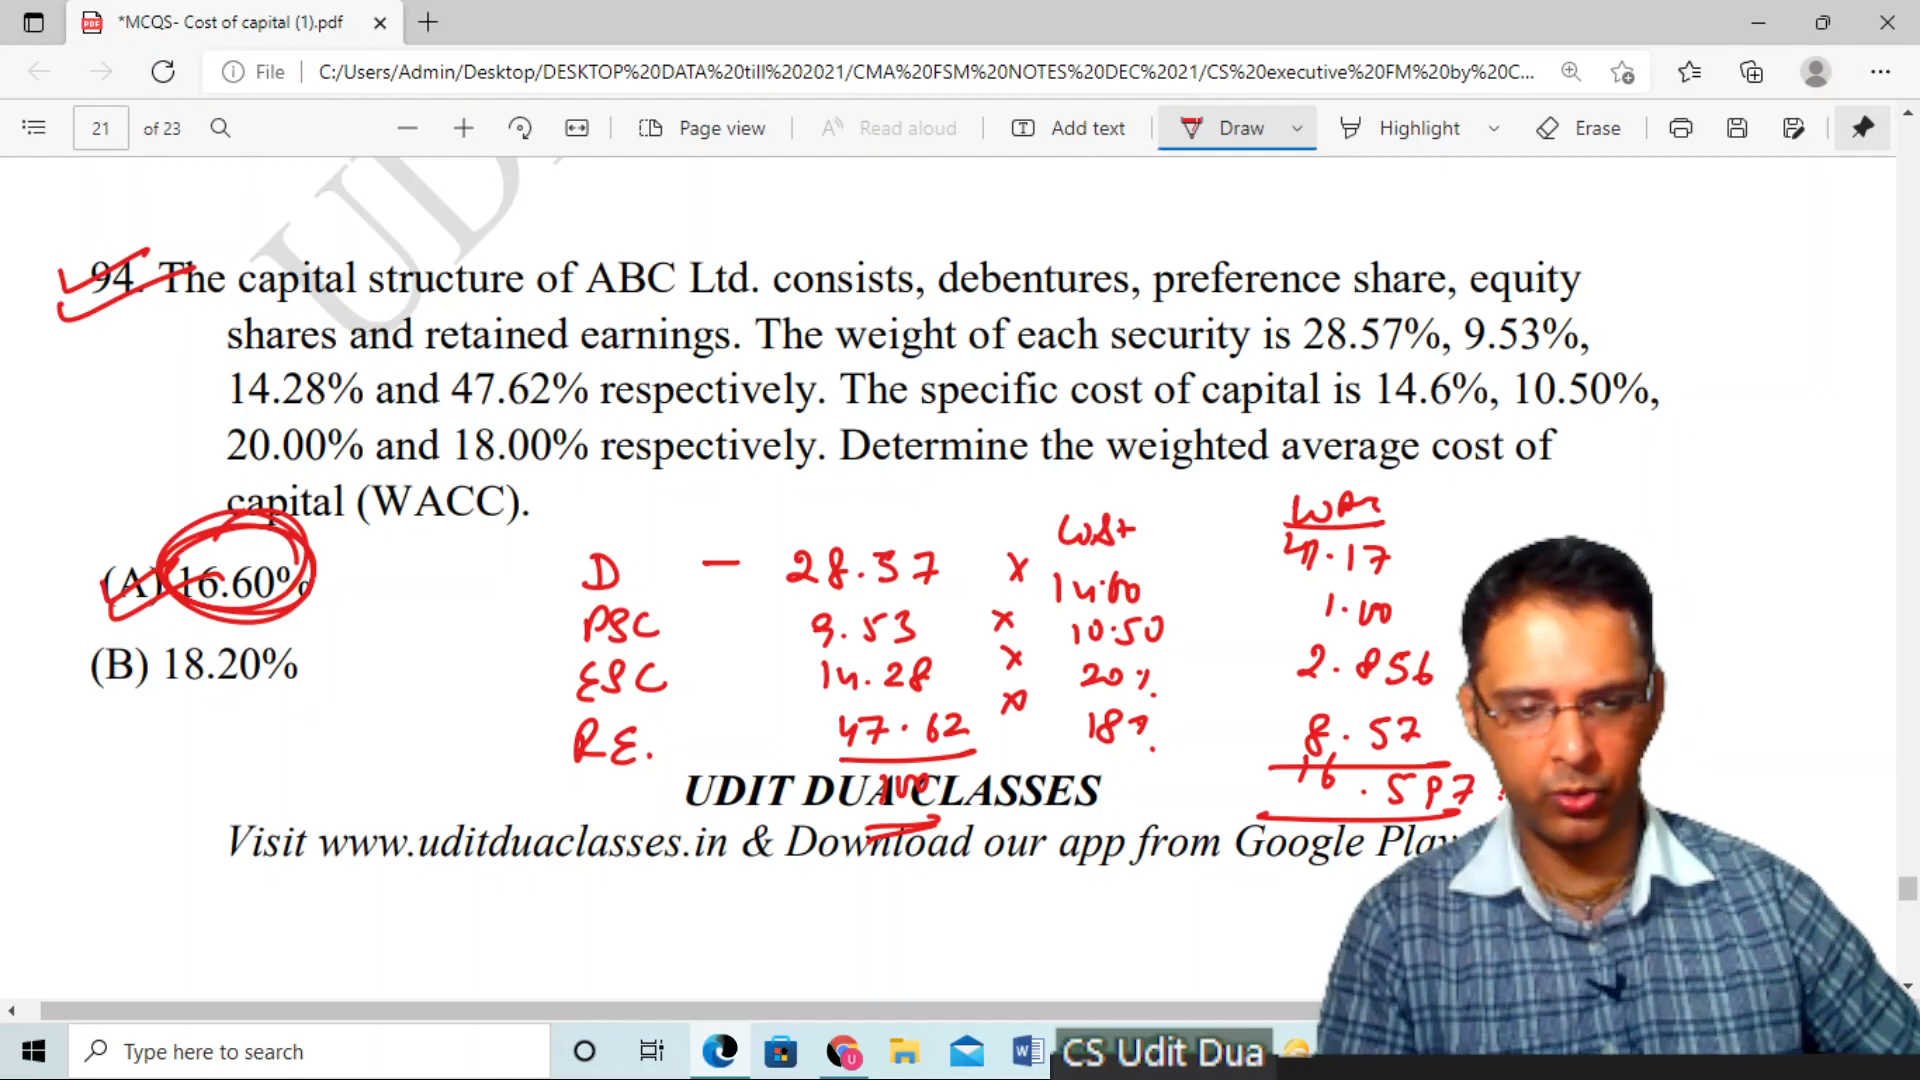 *MCQS- Cost of capital (1).pdf
File C:/Users/Admin/Desktop/DESKTOP%20DATA%20till%202021/CMA%20FSM%20NOTES%20DEC%2021/CS%20executive%20FM%20by%20C...
21 of 23 Page view Read aloud Add text Draw Highlight Erase
UD
94. The capital structure of ABC Ltd. consists, debentures, preference share, equity
shares and retained earnings. The weight of each security is 28.57%, 9.53%,
14.28% and 47.62% respectively. The specific cost of capital is 14.6%, 10.50%,
20.00% and 18.00% respectively. Determine the weighted average cost of
capital (WACC).
Cost
(A) 16.60%
D - 28.57 x 14.60 4.17
PSC 9.53 x 10.50 1.00
(B) 18.20%
ESC 14.28 x 20% 2.856
RE. 47.62 x 18% 8.57
100 16.597
UDIT DUA CLASSES
Visit www.uditduaclasses.in & Download our app from Google Play
Type here to search
CS Udit Dua